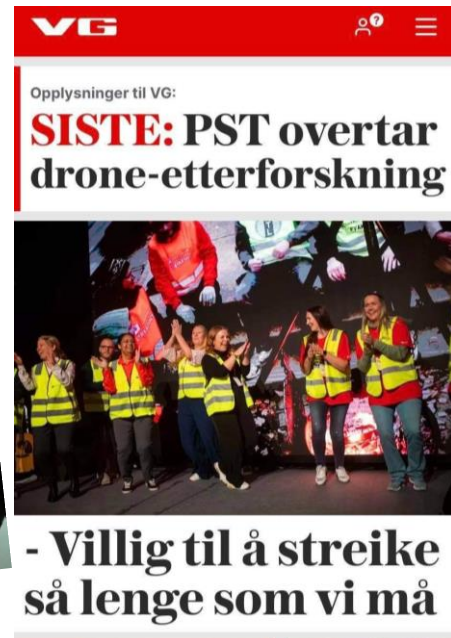 VG
?
Opplysninger til VG:
SISTE: PST overtar
drone-etterforskning
- Villig til å streike
så lenge som vi må